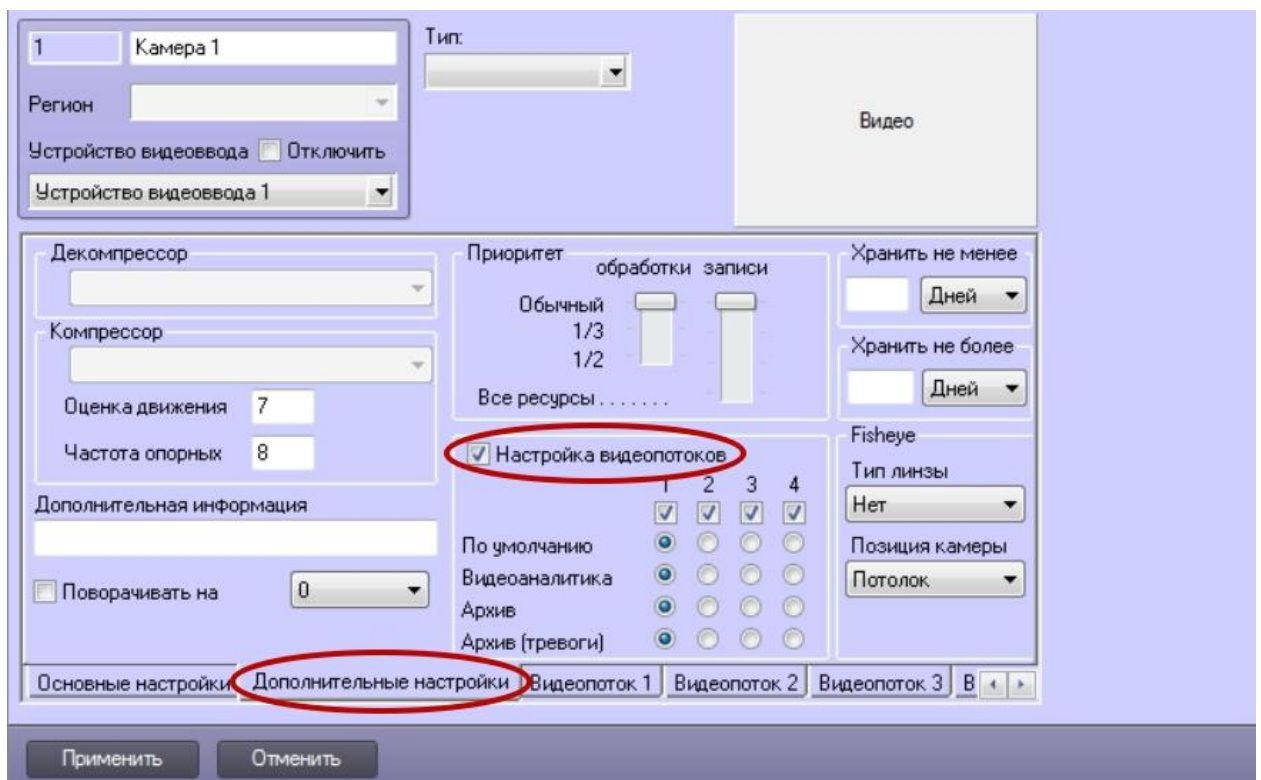 1 Камера 1
Тип:
Регион
Устройство видеоввода Отключить
Устройство видеоввода 1
Видео
Декомпрессор
Компрессор
Оценка движения 7
Частота опорных 8
Дополнительная информация
Поворачивать на 0
Приоритет
обработки записи
Обычный
1/3
1/2
Все ресурсы.......
Настройка видеопотоков
1 2 3 4
По умолчанию
Видеоаналитика
Архив
Архив (тревоги)
Хранить не менее
Дней
Хранить не более
Дней
Fisheye
Тип линзы
Нет
Позиция камеры
Потолок
Основные настройки Дополнительные настройки Видеопоток 1 Видеопоток 2 Видеопоток 3 В
Применить Отменить